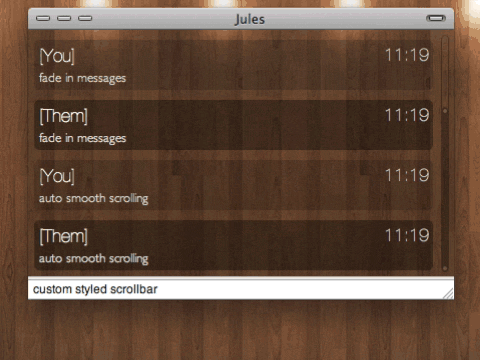 Jules
[You] 11:19
fade in messages
[Them] 11:19
fade in messages
[You] 11:19
auto smooth scrolling
[Them] 11:19
auto smooth scrolling
custom styled scrollbar